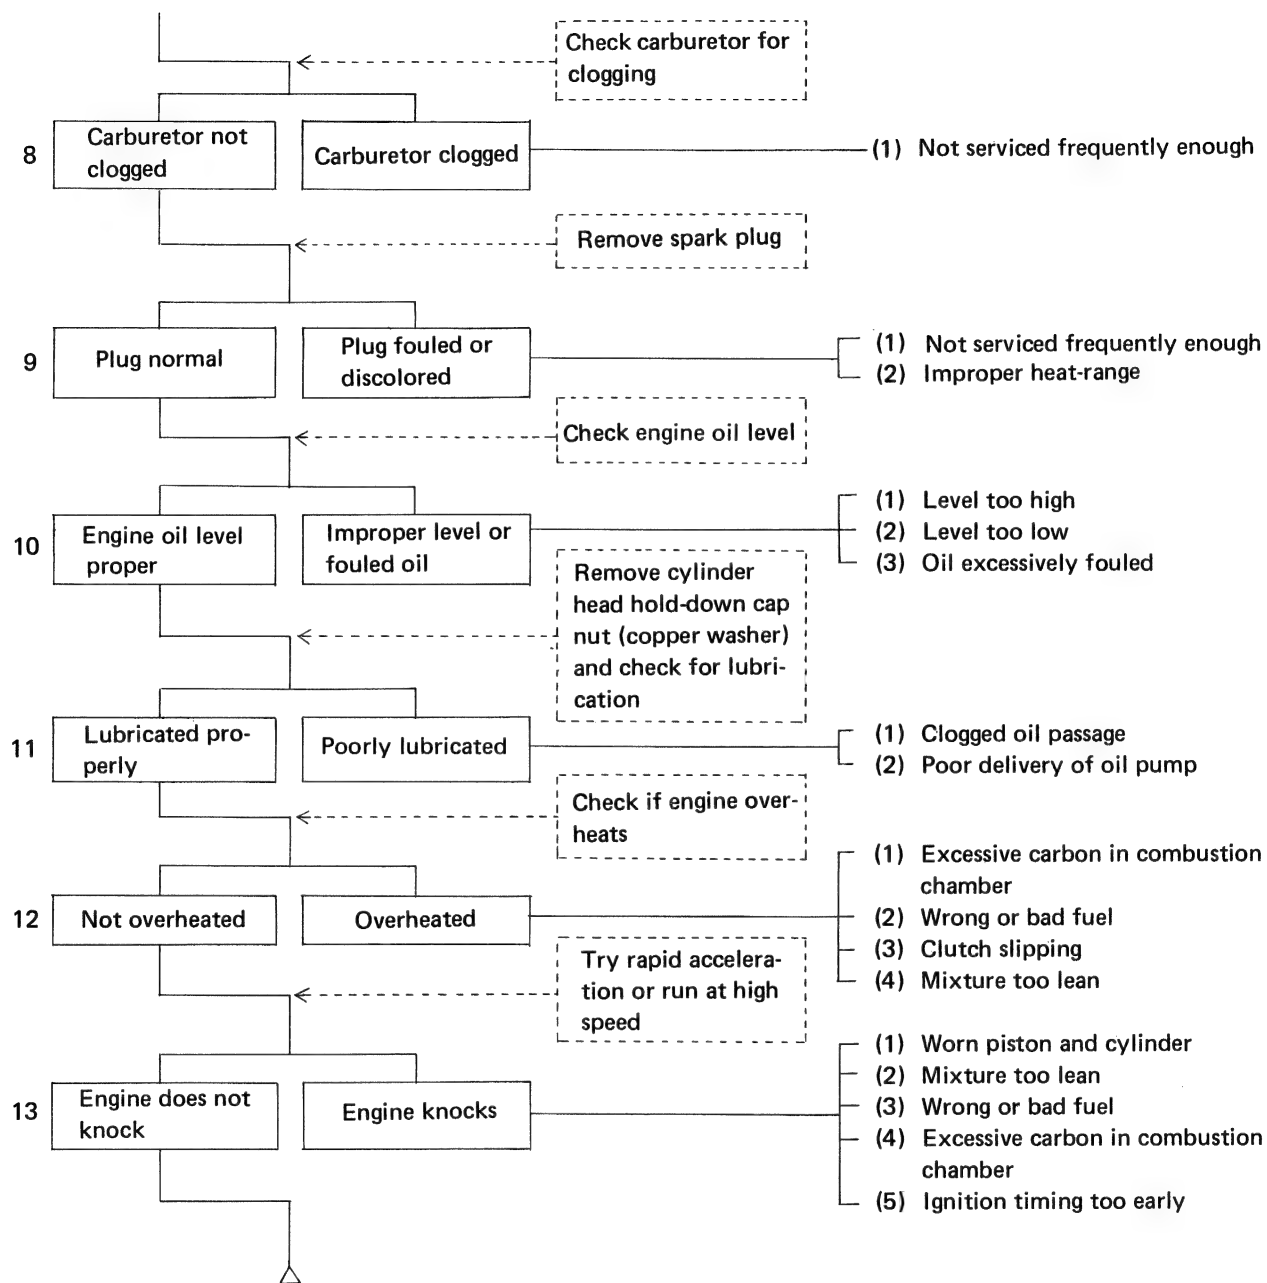 Check carburetor for
clogging
8
Carburetor not
clogged
Carburetor clogged
(1) Not serviced frequently enough
Remove spark plug
9
Plug normal
Plug fouled or
discolored
(1) Not serviced frequently enough
(2) Improper heat-range
Check engine oil level
10
Engine oil level
proper
Improper level or
fouled oil
(1) Level too high
(2) Level too low
(3) Oil excessively fouled
Remove cylinder
head hold-down cap
nut (copper washer)
and check for lubri-
cation
11
Lubricated pro-
perly
Poorly lubricated
(1) Clogged oil passage
(2) Poor delivery of oil pump
Check if engine over-
heats
12
Not overheated
Overheated
(1) Excessive carbon in combustion
chamber
(2) Wrong or bad fuel
(3) Clutch slipping
(4) Mixture too lean
Try rapid accelera-
tion or run at high
speed
13
Engine does not
knock
Engine knocks
(1) Worn piston and cylinder
(2) Mixture too lean
(3) Wrong or bad fuel
(4) Excessive carbon in combustion
chamber
(5) Ignition timing too early